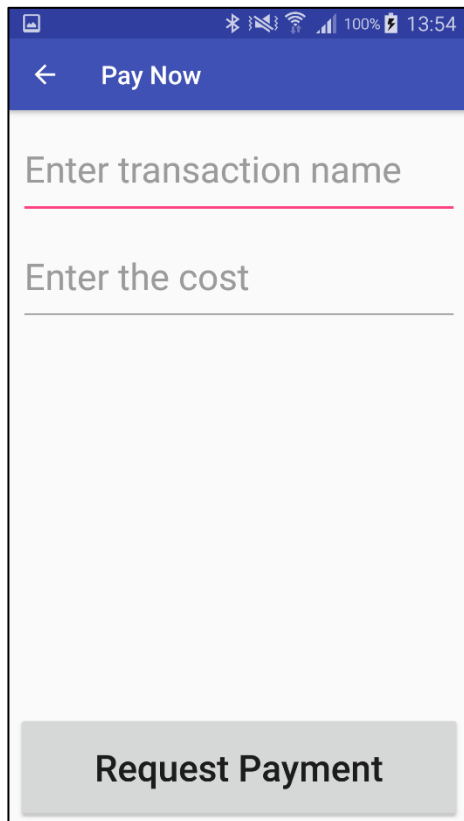 100% 13:54
Pay Now
Enter transaction name
Enter the cost
Request Payment